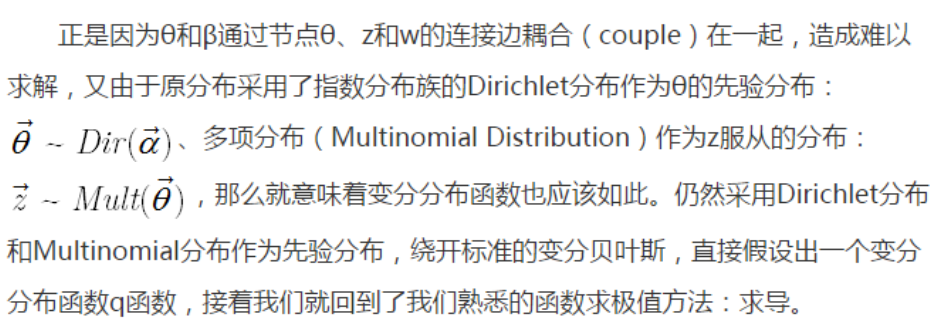 正是因为θ和β通过节点θ、z和w的连接边耦合（couple）在一起，造成难以
求解，又由于原分布采用了指数分布族的Dirichlet分布作为θ的先验分布：
$\vec{\theta} \sim Dir(\vec{\alpha})$、多项分布（Multinomial Distribution）作为z服从的分布：
$\vec{z} \sim Mult(\vec{\theta})$，那么就意味着变分分布函数也应该如此。仍然采用Dirichlet分布
和Multinomial分布作为先验分布，绕开标准的变分贝叶斯，直接假设出一个变分
分布函数q函数，接着我们就回到了我们熟悉的函数求极值方法：求导。